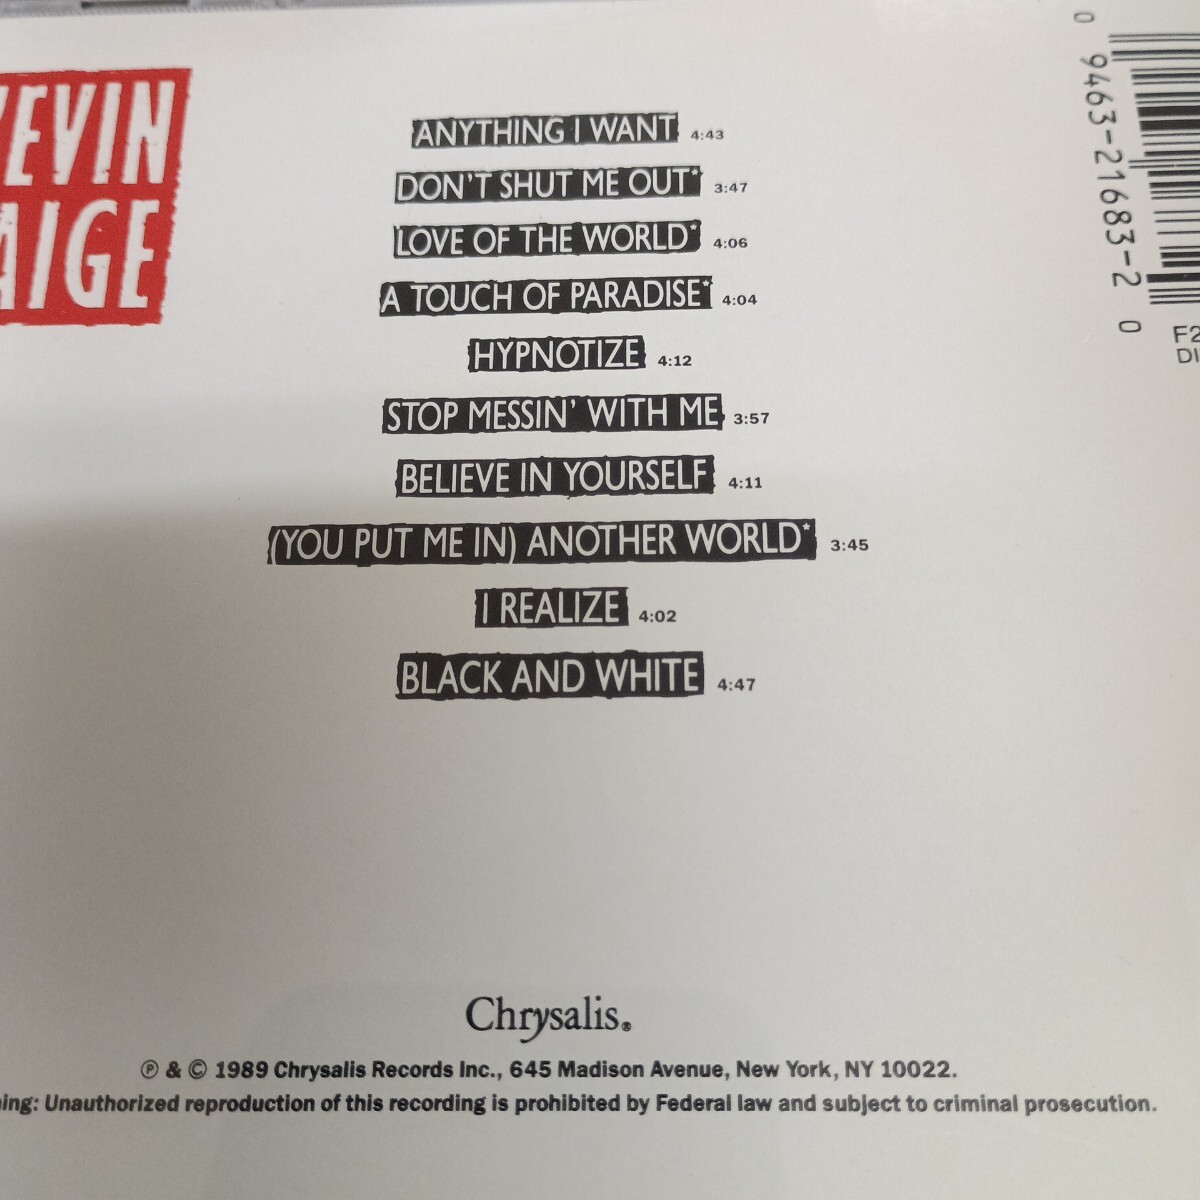 KEVIN
AIGE
ANYTHING I WANT 4:43
DON'T SHUT ME OUT* 3:47
LOVE OF THE WORLD* 4:06
A TOUCH OF PARADISE* 4:04
HYPNOTIZE 4:12
STOP MESSIN' WITH ME 3:57
BELIEVE IN YOURSELF 4:11
(YOU PUT ME IN) ANOTHER WORLD* 3:45
I REALIZE 4:02
BLACK AND WHITE 4:47
0 9463-21683-2 0
F2
DI
Chrysalis®
℗ & © 1989 Chrysalis Records Inc., 645 Madison Avenue, New York, NY 10022.
ing: Unauthorized reproduction of this recording is prohibited by Federal law and subject to criminal prosecution.